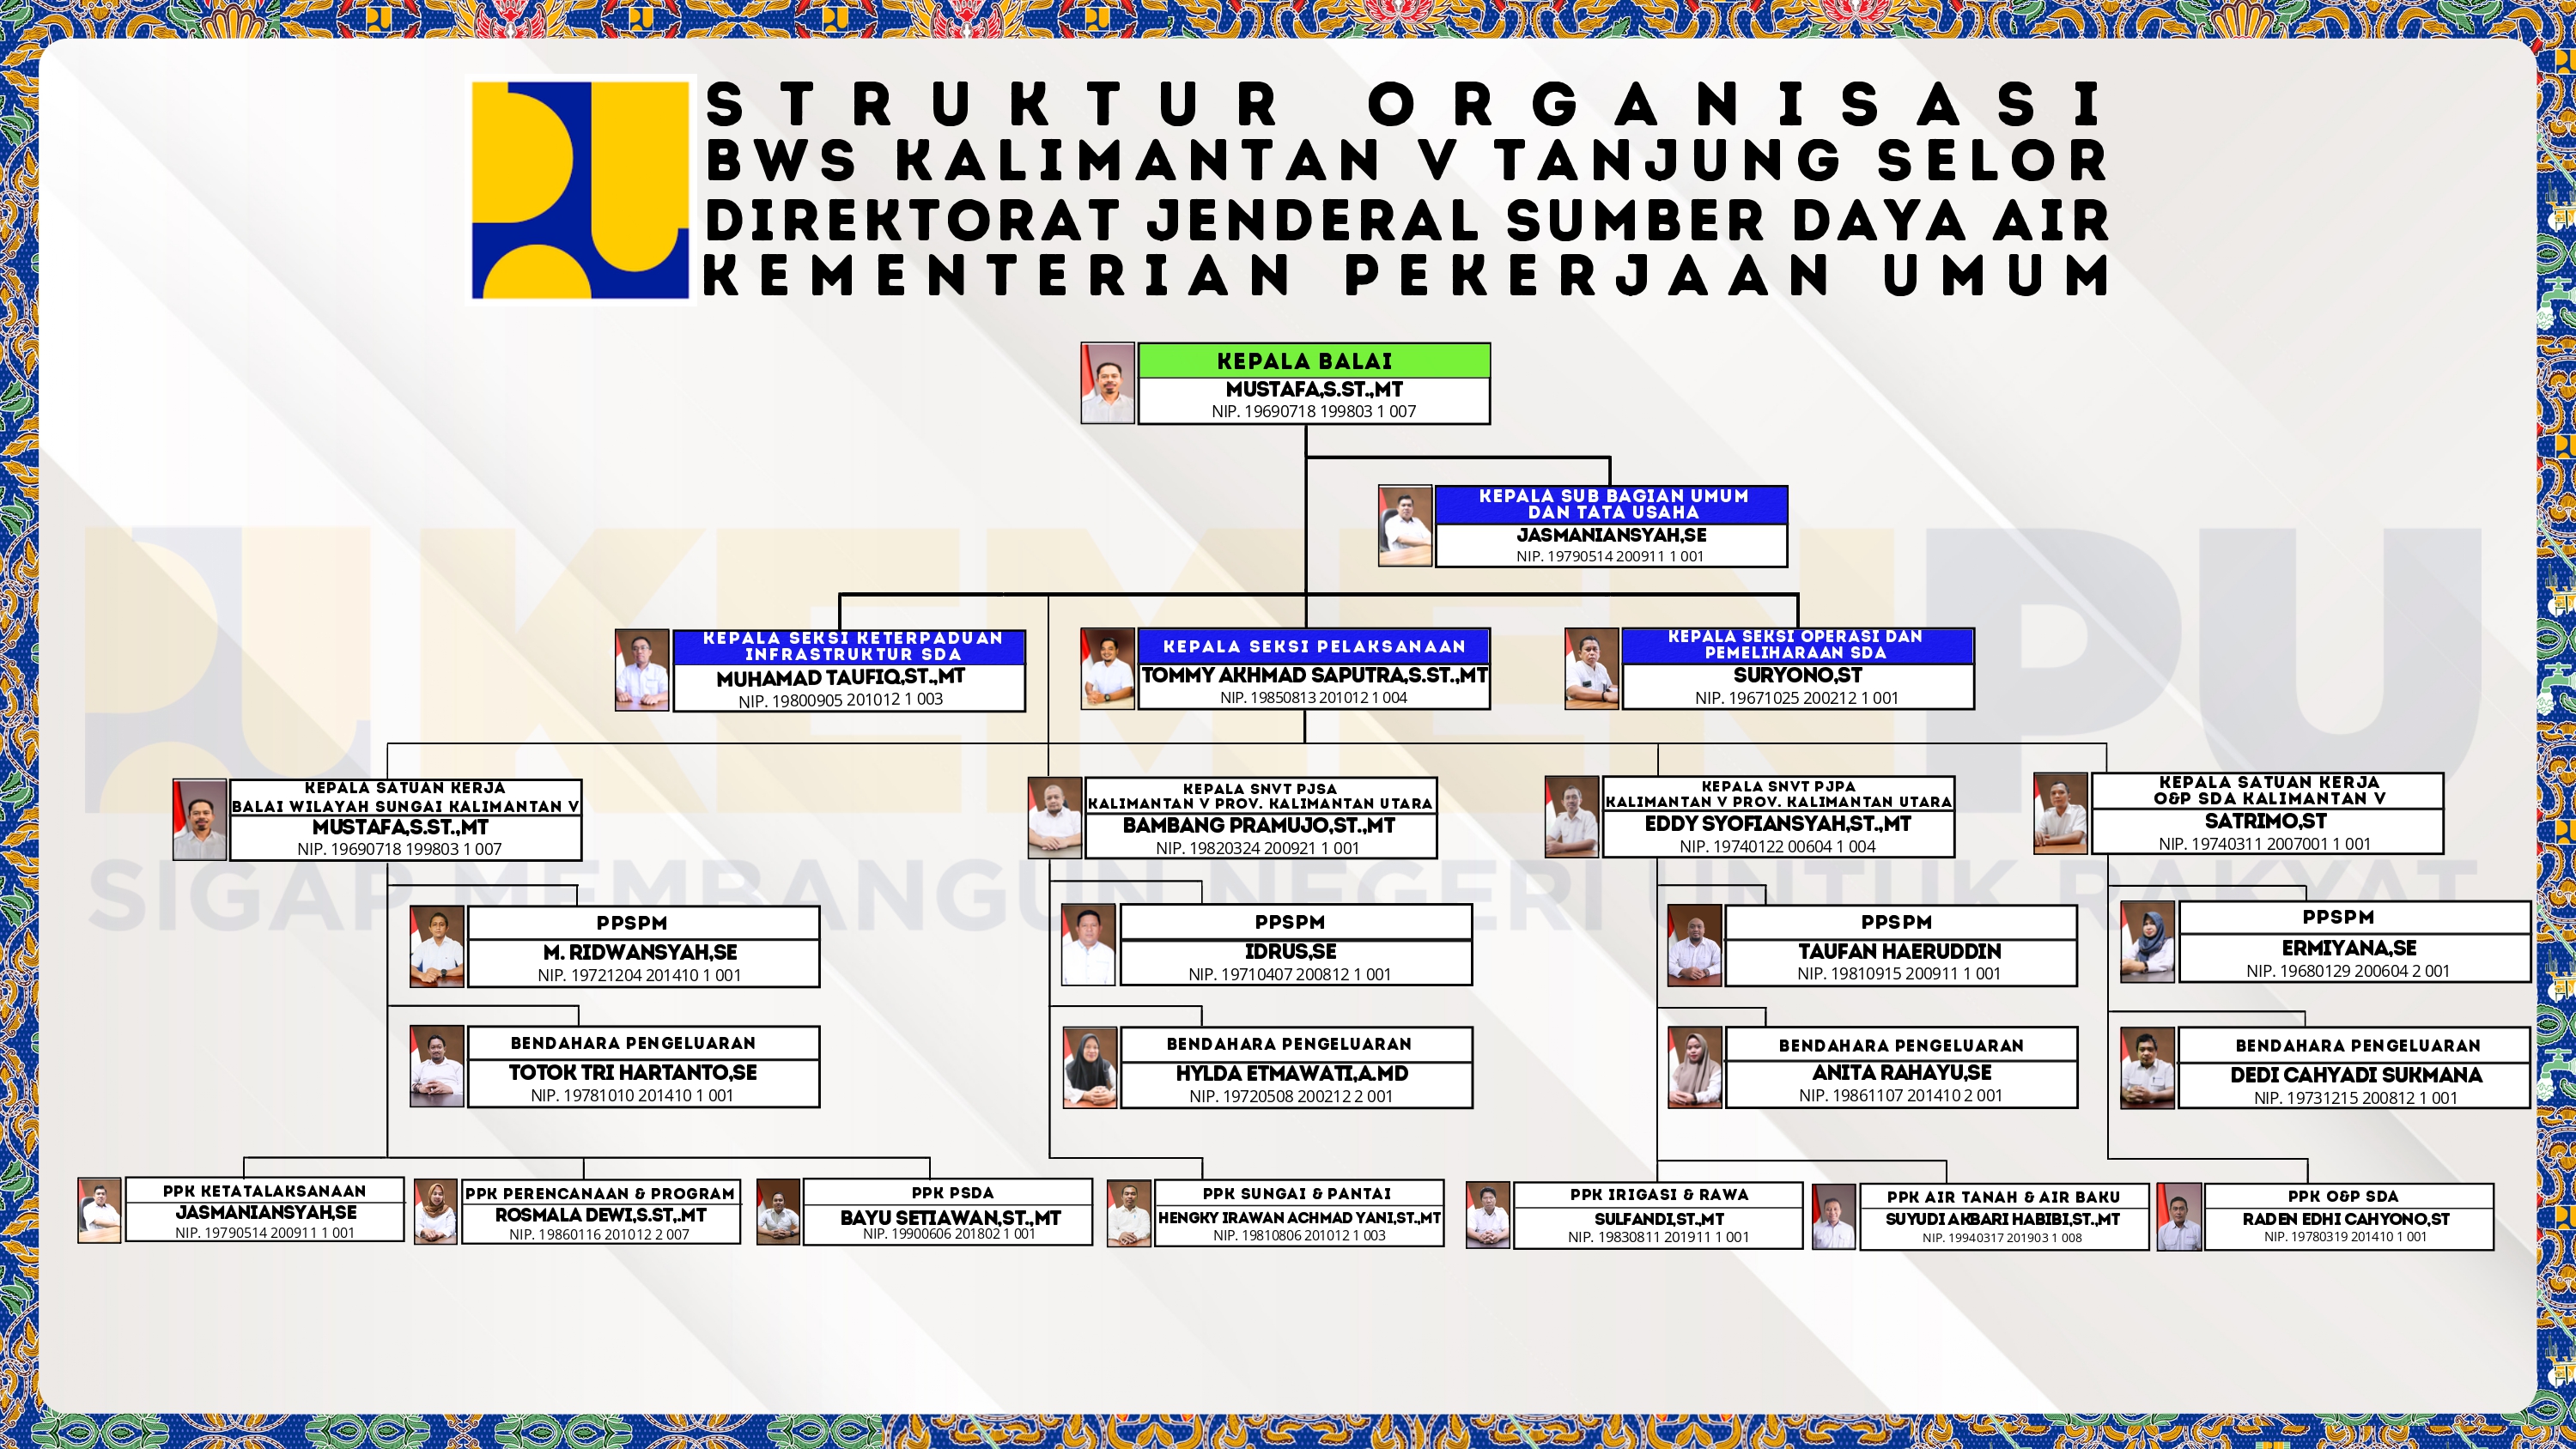 STRUKTUR ORGANISASI
BWS KALIMANTAN V TANJUNG SELOR
DIREKTORAT JENDERAL SUMBER DAYA AIR
KEMENTERIAN PEKERJAAN UMUM
KEPALA BALAI
MUSTAFA,S.ST.,MT
NIP. 19690718 199803 1 007
KEPALA SUB BAGIAN UMUM
DAN TATA USAHA
JASMANIANSYAH,SE
NIP. 19790514 200911 1 001
KEPALA SEKSI KETERPADUAN
INFRASTRUKTUR SDA
MUHAMAD TAUFIQ,ST.,MT
NIP. 19800905 201012 1 003
KEPALA SEKSI PELAKSANAAN
TOMMY AKHMAD SAPUTRA,S.ST.,MT
NIP. 19850813 201012 1 004
KEPALA SEKSI OPERASI DAN
PEMELIHARAAN SDA
SURYONO,ST
NIP. 19671025 200212 1 001
KEMENPU
SIGAP MEMBANGUN NEGERI UNTUK RAKYAT
KEPALA SATUAN KERJA
BALAI WILAYAH SUNGAI KALIMANTAN V
MUSTAFA,S.ST.,MT
NIP. 19690718 199803 1 007
KEPALA SNVT PJSA
KALIMANTAN V PROV. KALIMANTAN UTARA
BAMBANG PRAMUJO,ST.,MT
NIP. 19820324 200921 1 001
KEPALA SNVT PJPA
KALIMANTAN V PROV. KALIMANTAN UTARA
EDDY SYOFIANSYAH,ST.,MT
NIP. 19740122 00604 1 004
KEPALA SATUAN KERJA
O&P SDA KALIMANTAN V
SATRIMO,ST
NIP. 19740311 2007001 1 001
PPSPM
M. RIDWANSYAH,SE
NIP. 19721204 201410 1 001
PPSPM
IDRUS,SE
NIP. 19710407 200812 1 001
PPSPM
TAUFAN HAERUDDIN
NIP. 19810915 200911 1 001
PPSPM
ERMIYANA,SE
NIP. 19680129 200604 2 001
BENDAHARA PENGELUARAN
TOTOK TRI HARTANTO,SE
NIP. 19781010 201410 1 001
BENDAHARA PENGELUARAN
HYLDA ETMAWATI,A.MD
NIP. 19720508 200212 2 001
BENDAHARA PENGELUARAN
ANITA RAHAYU,SE
NIP. 19861107 201410 2 001
BENDAHARA PENGELUARAN
DEDI CAHYADI SUKMANA
NIP. 19731215 200812 1 001
PPK KETATALAKSANAAN
JASMANIANSYAH,SE
NIP. 19790514 200911 1 001
PPK PERENCANAAN & PROGRAM
ROSMALA DEWI,S.ST,.MT
NIP. 19860116 201012 2 007
PPK PSDA
BAYU SETIAWAN,ST.,MT
NIP. 19900606 201802 1 001
PPK SUNGAI & PANTAI
HENGKY IRAWAN ACHMAD YANI,ST.,MT
NIP. 19810806 201012 1 003
PPK IRIGASI & RAWA
SULFANDI,ST.,MT
NIP. 19830811 201911 1 001
PPK AIR TANAH & AIR BAKU
SUYUDI AKBARI HABIBI,ST.,MT
NIP. 19940317 201903 1 008
PPK O&P SDA
RADEN EDHI CAHYONO,ST
NIP. 19780319 201410 1 001